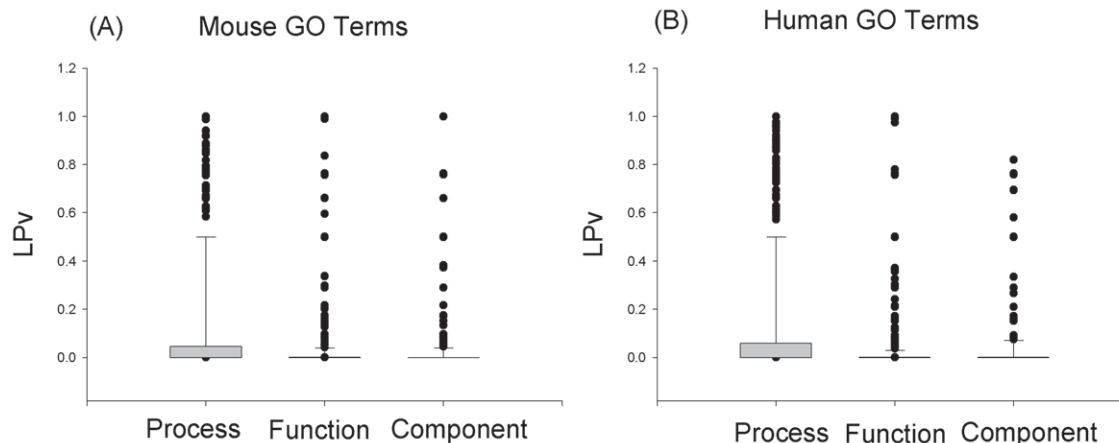 (A) Mouse GO Terms
1.2
1.0
0.8
0.6
0.4
0.2
0.0
LPv
Process Function Component
(B) Human GO Terms
1.2
1.0
0.8
0.6
0.4
0.2
0.0
LPv
Process Function Component